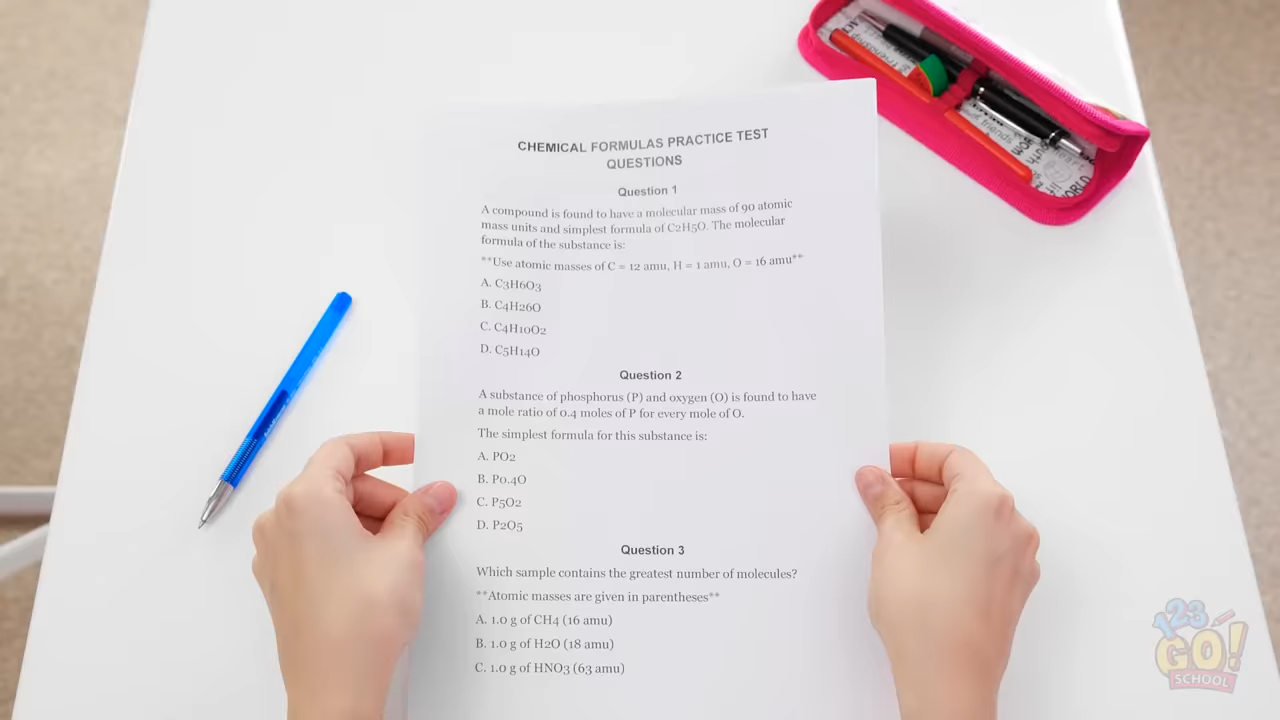 CHEMICAL FORMULAS PRACTICE TEST
QUESTIONS
Question 1
A compound is found to have a molecular mass of 90 atomic
mass units and simplest formula of C2H5O. The molecular
formula of the substance is:
**Use atomic masses of C = 12 amu, H = 1 amu, O = 16 amu**
A. C3H6O3
B. C4H26O
C. C4H10O2
D. C5H14O
Question 2
A substance of phosphorus (P) and oxygen (O) is found to have
a mole ratio of 0.4 moles of P for every mole of O.
The simplest formula for this substance is:
A. PO2
B. P0.4O
C. P5O2
D. P2O5
Question 3
Which sample contains the greatest number of molecules?
**Atomic masses are given in parentheses**
A. 1.0 g of CH4 (16 amu)
B. 1.0 g of H2O (18 amu)
C. 1.0 g of HNO3 (63 amu)
123
GO!
SCHOOL